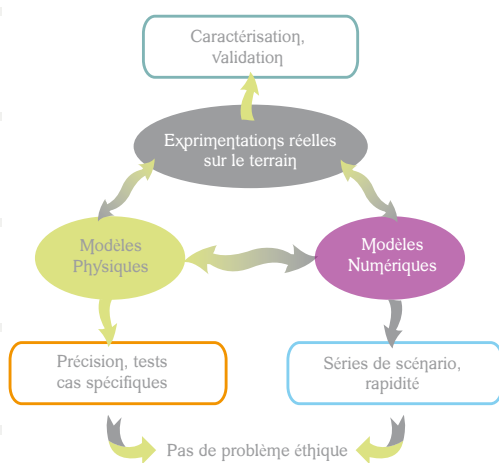 Caractérisation,
validation
Exprimentations réelles
sur le terrain
Modèles
Physiques
Modèles
Numériques
Précision, tests
cas spécifiques
Séries de scénario,
rapidité
Pas de problème éthique